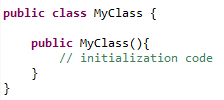 public class MyClass {
public MyClass(){
// initialization code
}
}